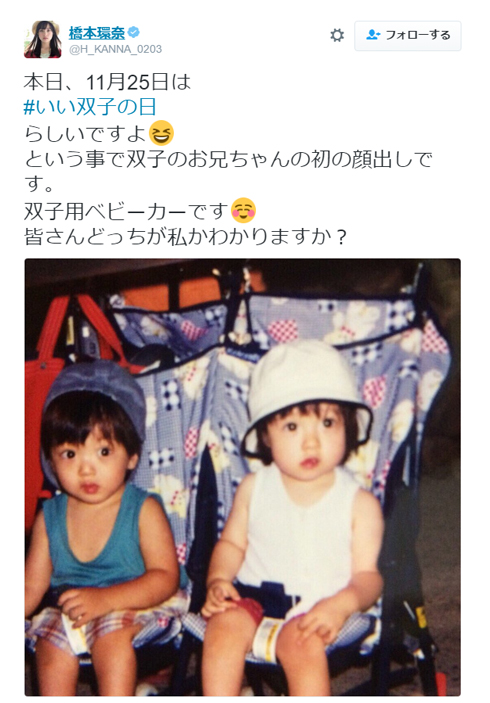 橋本環奈
@H_KANNA_0203
フォローする
本日、11月25日は
#いい双子の日
らしいですよ😆
という事で双子のお兄ちゃんの初の顔出しで
す。
双子用ベビーカーです☺️
皆さんどっちが私かわかりますか？